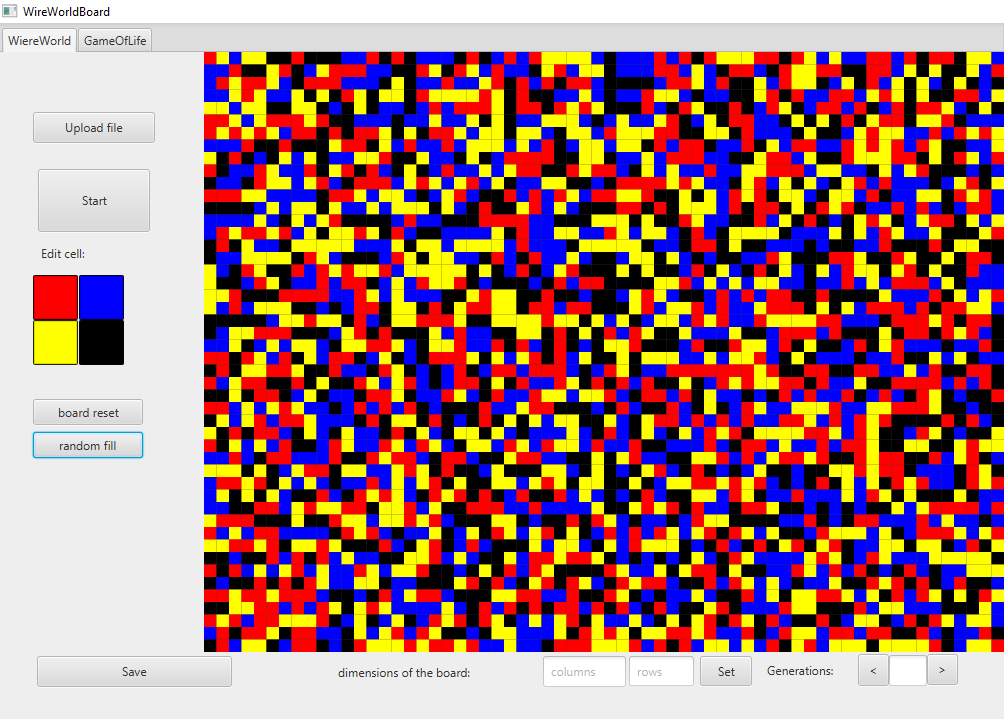 WireWorldBoard
WiereWorld GameOfLife
Upload file
Start
Edit cell:
board reset
random fill
Save dimensions of the board: columns rows Set Generations: < >